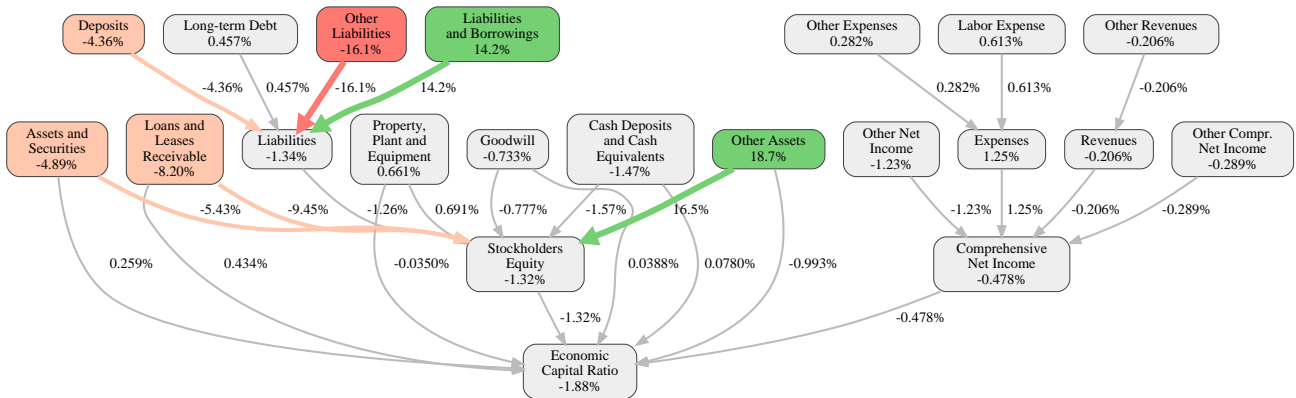 Deposits
-4.36%
Long-term Debt
0.457%
Other
Liabilities
-16.1%
Liabilities
and Borrowings
14.2%
Other Expenses
0.282%
Labor Expense
0.613%
Other Revenues
-0.206%
-4.36%
0.457%
-16.1%
14.2%
0.282%
0.613%
-0.206%
Assets and
Securities
-4.89%
Loans and
Leases
Receivable
-8.20%
Liabilities
-1.34%
Property,
Plant and
Equipment
0.661%
Goodwill
-0.733%
Cash Deposits
and Cash
Equivalents
-1.47%
Other Assets
18.7%
Other Net
Income
-1.23%
Expenses
1.25%
Revenues
-0.206%
Other Compr.
Net Income
-0.289%
-5.43%
-9.45%
-1.26%
0.691%
-0.777%
-1.57%
16.5%
-1.23%
1.25%
-0.206%
-0.289%
0.259%
0.434%
-0.0350%
Stockholders
Equity
-1.32%
0.0388%
0.0780%
-0.993%
Comprehensive
Net Income
-0.478%
-1.32%
-0.478%
Economic
Capital Ratio
-1.88%